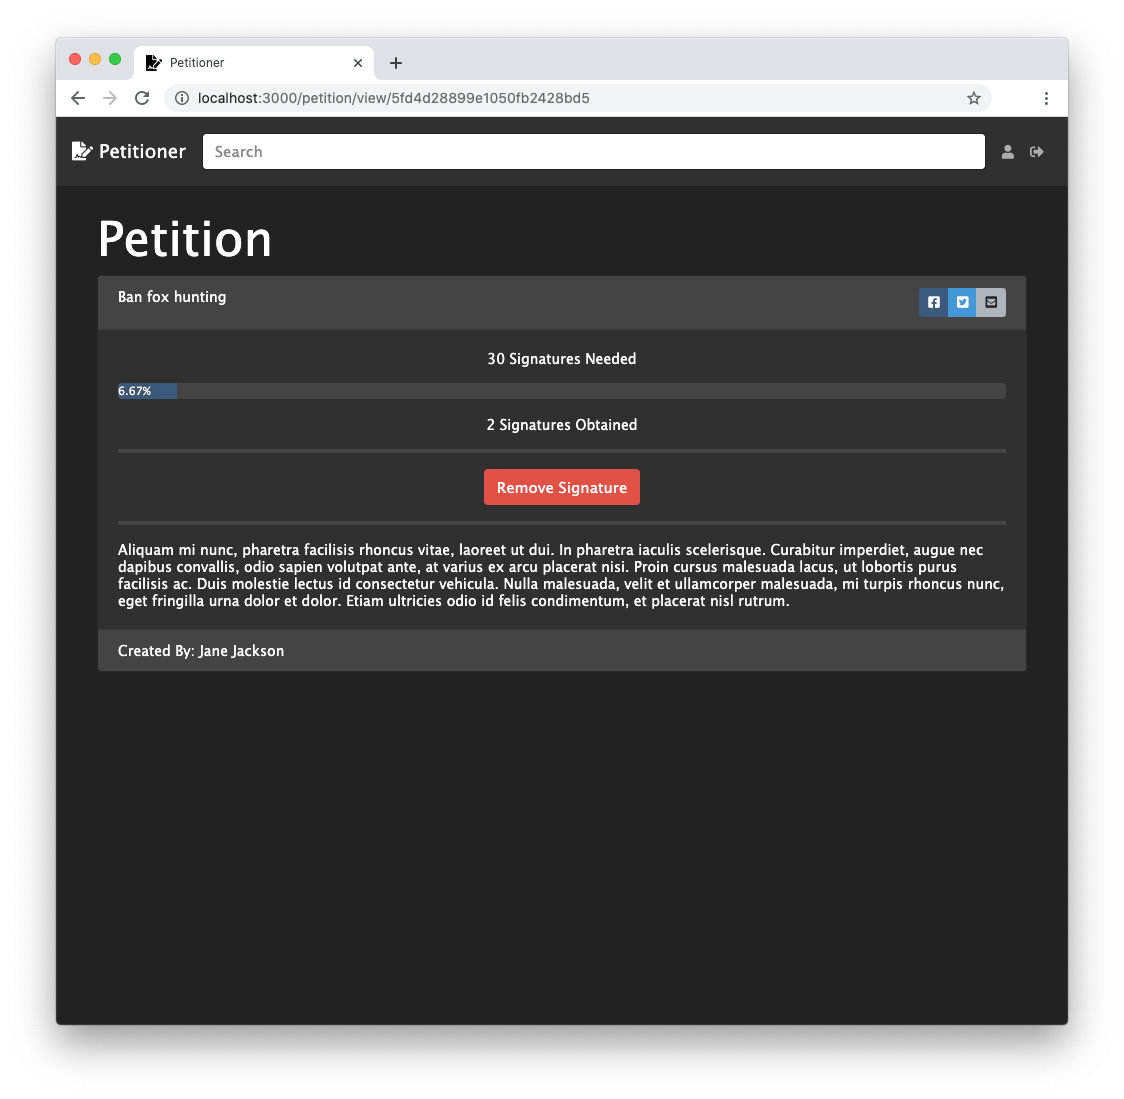 Petitioner
localhost:3000/petition/view/5fd4d28899e1050fb2428bd5
Petitioner
Search
Petition
Ban fox hunting
30 Signatures Needed
6.67%
2 Signatures Obtained
Remove Signature
Aliquam mi nunc, pharetra facilisis rhoncus vitae, laoreet ut dui. In pharetra iaculis scelerisque. Curabitur imperdiet, augue nec
dapibus convallis, odio sapien volutpat ante, at varius ex arcu placerat nisi. Proin cursus malesuada lacus, ut lobortis purus
facilisis ac. Duis molestie lectus id consectetur vehicula. Nulla malesuada, velit et ullamcorper malesuada, mi turpis rhoncus nunc,
eget fringilla urna dolor et dolor. Etiam ultricies odio id felis condimentum, et placerat nisl rutrum.
Created By: Jane Jackson